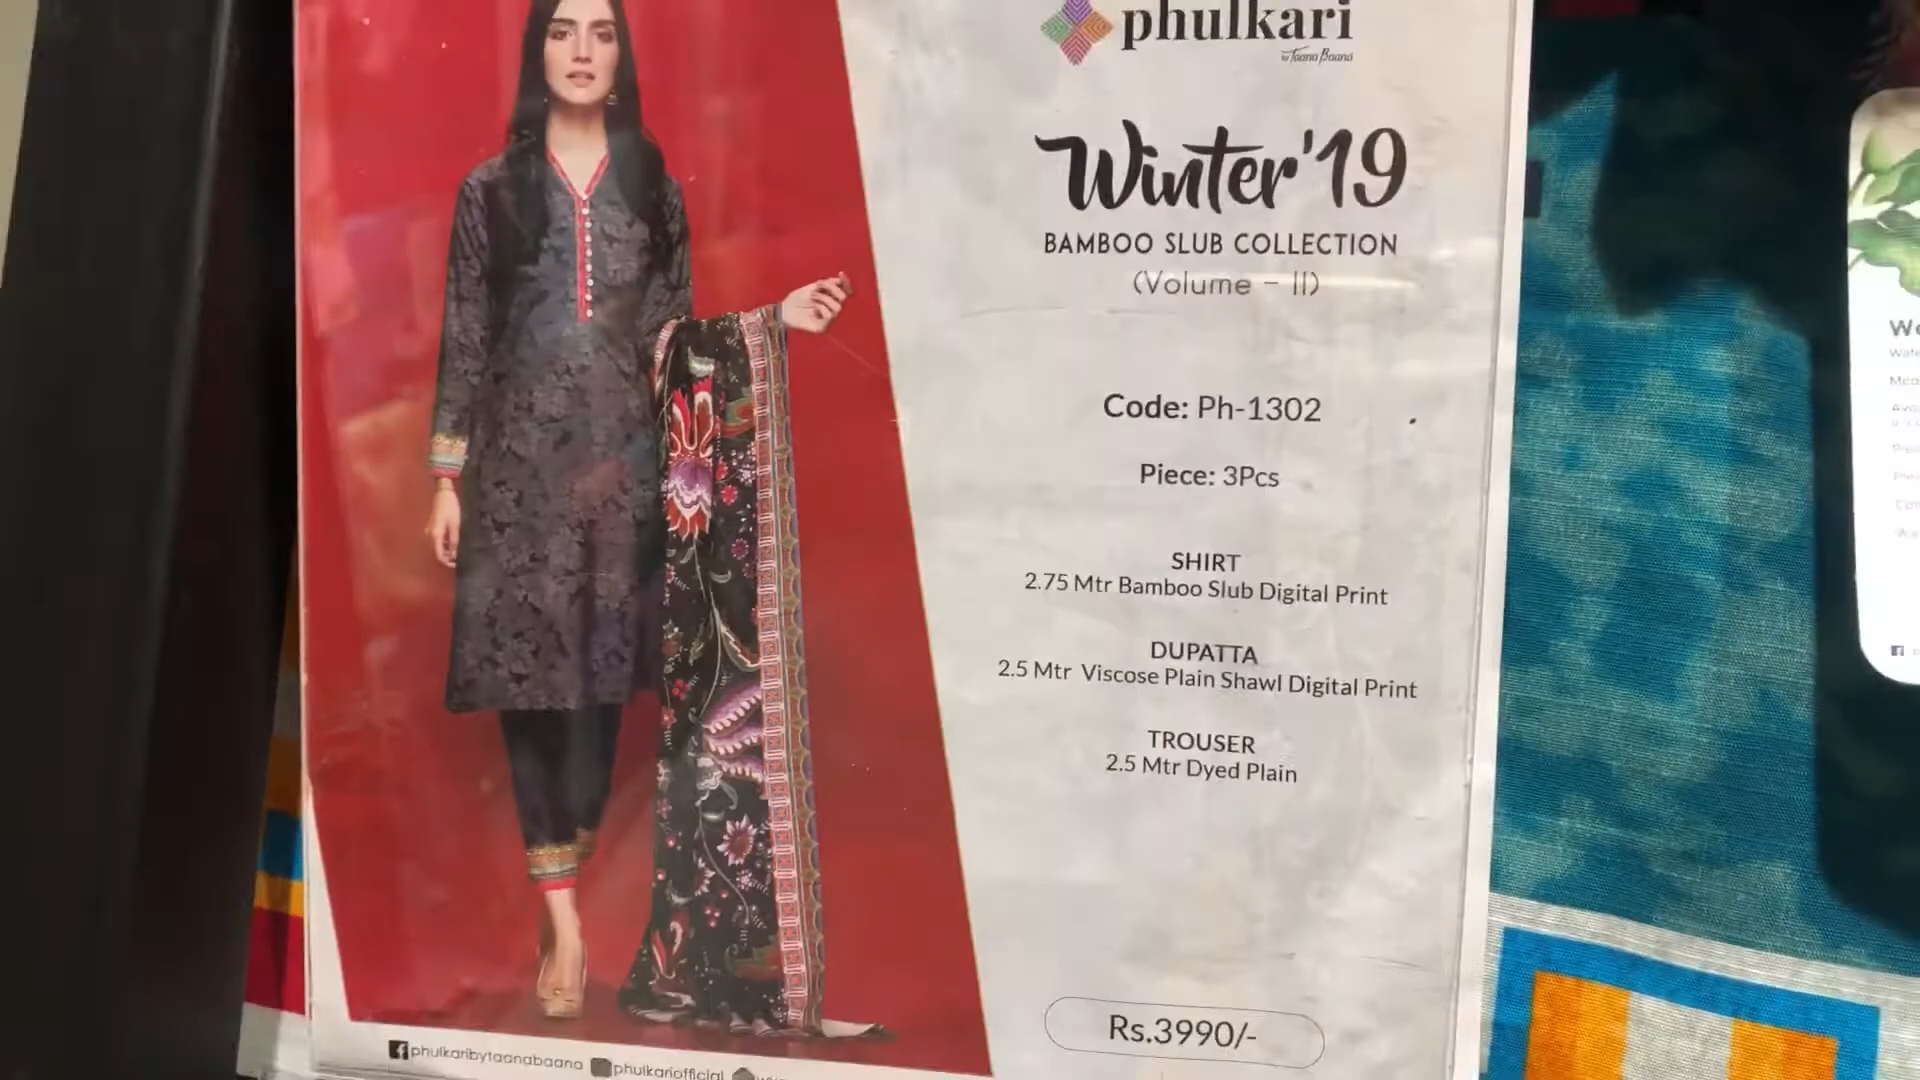 phulkari
by Taana Baana
Winter'19
BAMBOO SLUB COLLECTION
(Volume - II)
Code: Ph-1302
Piece: 3Pcs
SHIRT
2.75 Mtr Bamboo Slub Digital Print
DUPATTA
2.5 Mtr Viscose Plain Shawl Digital Print
TROUSER
2.5 Mtr Dyed Plain
Rs.3990/-
phulkaribytaanabaana phulkariofficial